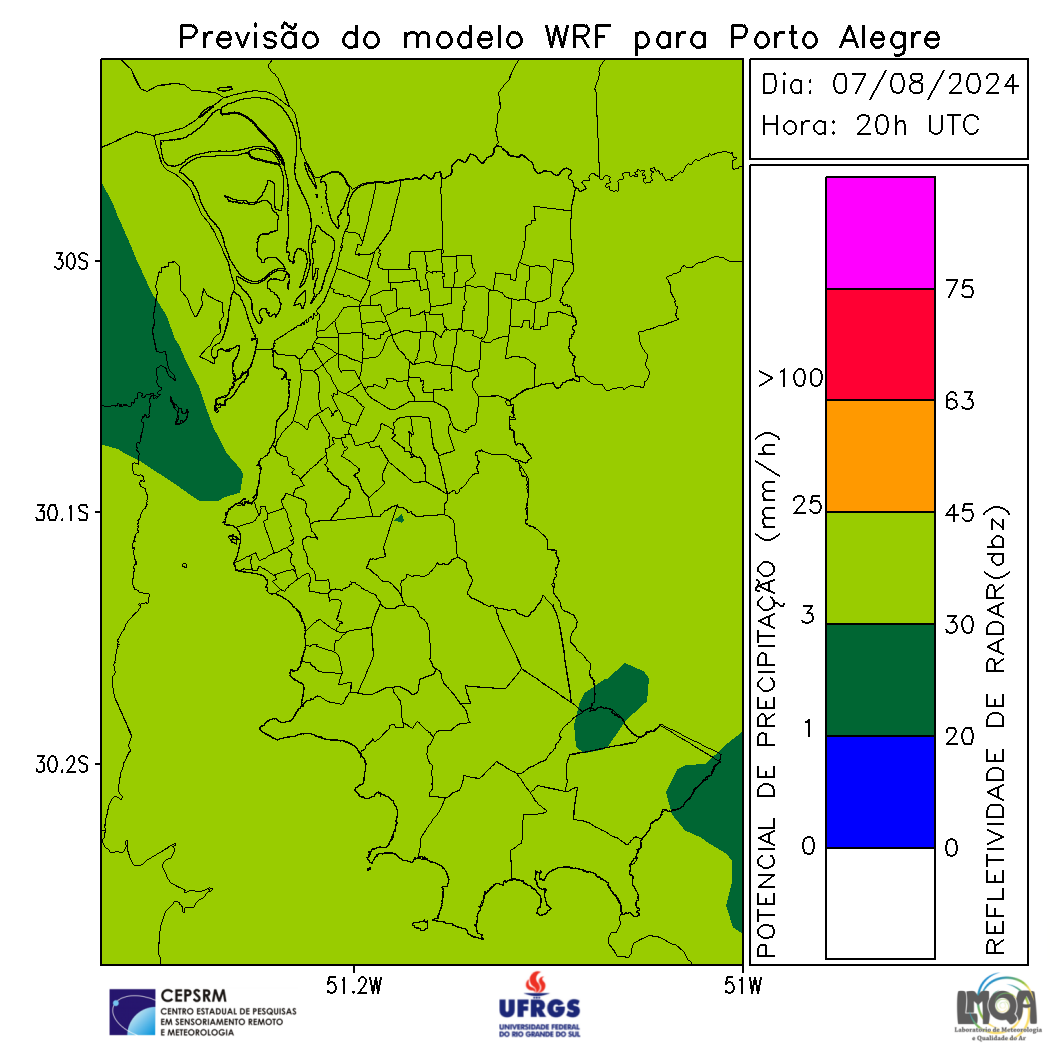 Previsão do modelo WRF para Porto Alegre
Dia: 07/08/2024
Hora: 20h UTC
30S
30.1S
30.2S
51.2W
51W
POTENCIAL DE PRECIPITAÇÃO (mm/h)
>100
25
3
1
0
75
63
45
30
20
0
REFLETIVIDADE DE RADAR(dbz)
CEPSRM
CENTRO ESTADUAL DE PESQUISAS
EM SENSORIAMENTO REMOTO
E METEOROLOGIA
UFRGS
UNIVERSIDADE FEDERAL
DO RIO GRANDE DO SUL
LMQA
Laboratório de Meteorologia
e Qualidade do Ar